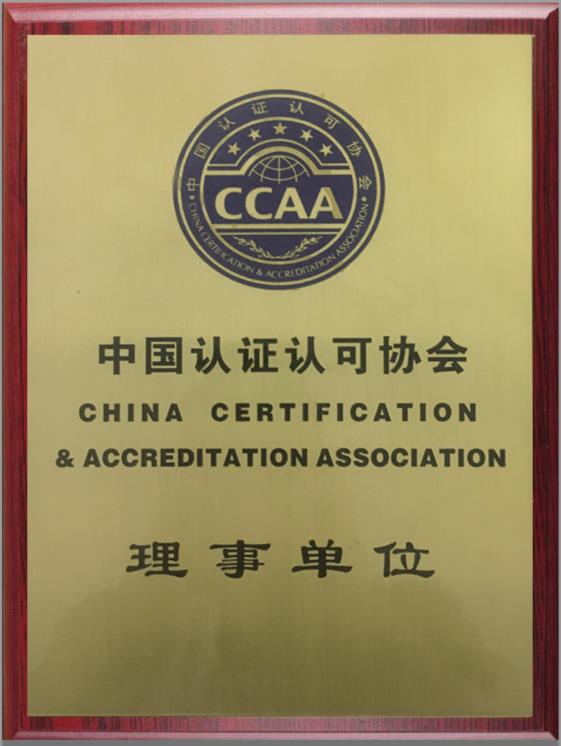 中国认证认可协会
CCAA
CHINA CERTIFICATION & ACCREDITATION ASSOCIATION
中国认证认可协会
CHINA CERTIFICATION
& ACCREDITATION ASSOCIATION
理事单位